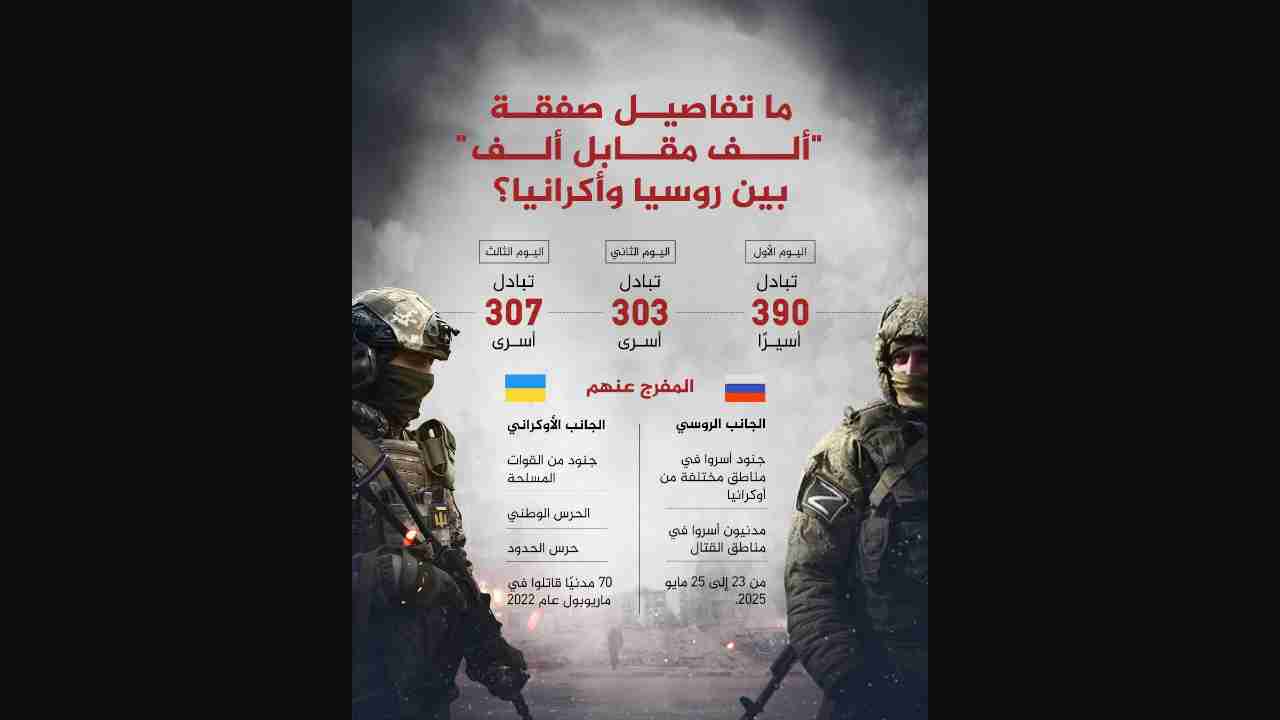 ما تفاصيل صفقة
"ألف مقابل ألف"
بين روسيا وأكرانيا؟
اليوم الأول
تبادل
390
أسيرًا
اليوم الثاني
تبادل
303
أسرى
اليوم الثالث
تبادل
307
أسرى
المفرج عنهم
الجانب الروسي
جنود أسروا في
مناطق مختلفة من
أوكرانيا
مدنيون أسروا في
مناطق القتال
من 23 إلى 25 مايو
2025.
الجانب الأوكراني
جنود من القوات
المسلحة
الحرس الوطني
حرس الحدود
70 مدنيًا قاتلوا في
ماريوبول عام 2022
Z